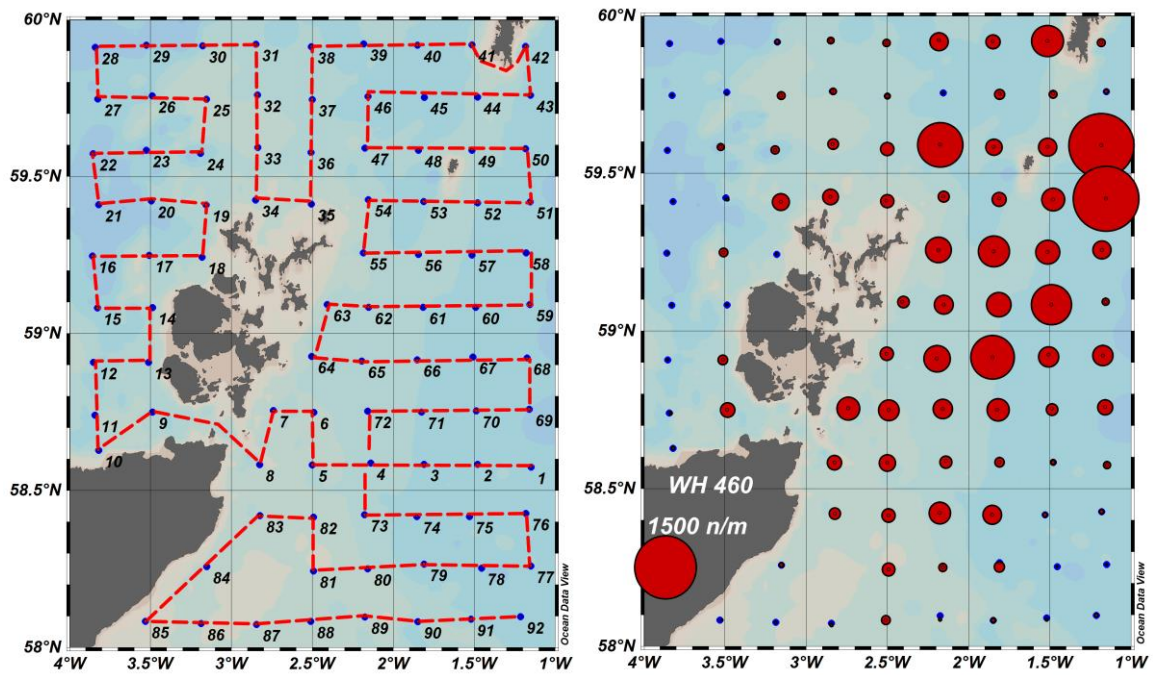 60°N
28 29 30 31 38 39 40 41 42
27 26 25 32 37 46 45 44 43
59.5°N
22 23 24 33 36 47 48 49 50
21 20 19 34 35 54 53 52 51
16 17 18 55 56 57 58
59°N
15 14 63 62 61 60 59
12 13 64 65 66 67 68
11 9 7 6 72 71 70 69
58.5°N
10 8 5 4 3 2 1
83 82 73 74 75 76
84 81 80 79 78 77
58°N
85 86 87 88 89 90 91 92
4°W 3.5°W 3°W 2.5°W 2°W 1.5°W 1°W
Ocean Data View
60°N
59.5°N
59°N
58.5°N
WH 460
1500 n/m
58°N
4°W 3.5°W 3°W 2.5°W 2°W 1.5°W 1°W
Ocean Data View